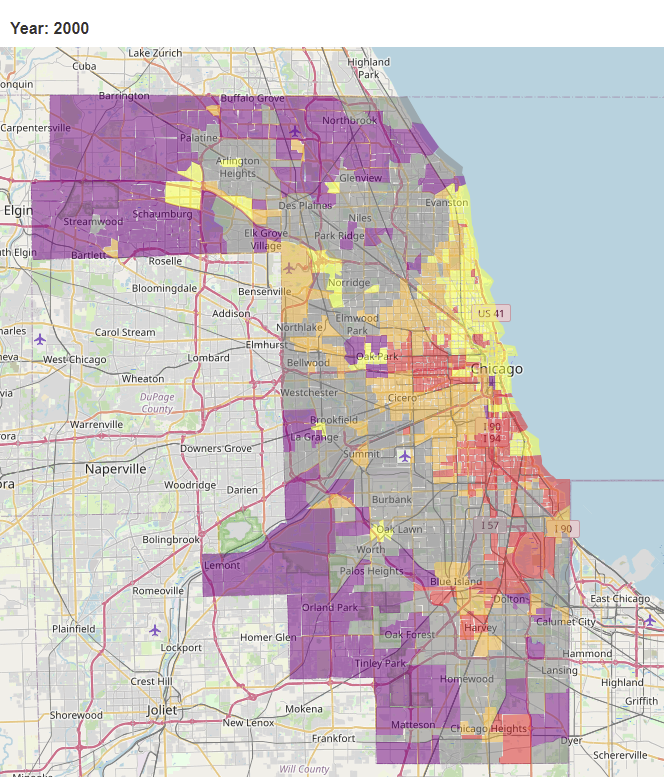 Year: 2000
Lake Zurich
Highland
Park
Cuba
onquin
Barrington
Buffalo Grove
Carpentersville
Northbrook
Palatine
Arlington
Heights
Glenview
Elgin
Schaumburg
Streamwood
Des Plaines
Evanston
Niles
Elk Grove
Village
Park Ridge
uth Elgin
Bartlett
Roselle
Bloomingdale
Bensenville
Norridge
Addison
US 41
Northlake
Elmwood
Park
harles
Carol Stream
Elmhurst
neva
West Chicago
Lombard
Bellwood
Oak Park
Chicago
Wheaton
via
DuPage
County
Westchester
Cicero
Warrenville
Brookfield
I 90
I 94
ora
La Grange
Downers Grove
Summit
Naperville
Woodridge
Darien
Burbank
I 57
I 90
Bolingbrook
Oak Lawn
Worth
Lemont
Palos Heights
Blue Island
Romeoville
Dolton
East Chicago
Orland Park
Calumet City
Plainfield
Homer Glen
Oak Forest
Harvey
Lockport
Hammond
Tinley Park
Lansing
Crest Hill
Homewood
Highland
Shorewood
Joliet
Mokena
Griffith
New Lenox
Matteson
Chicago Heights
Frankfort
Dyer
Schererville
Will County